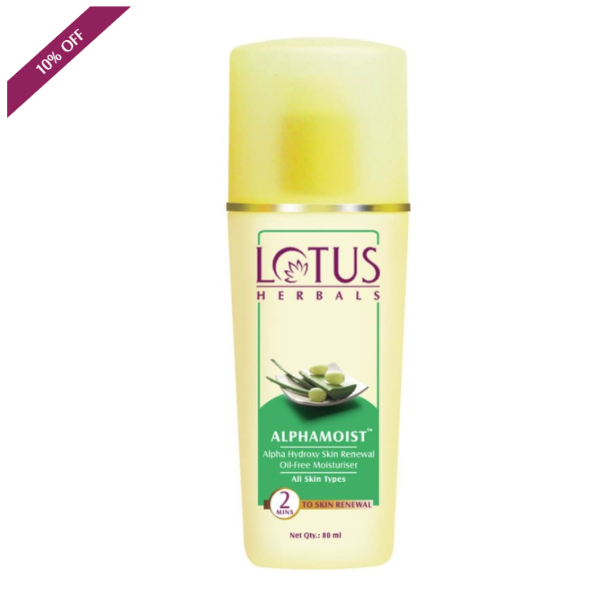 10% OFF
LOTUS
HERBALS
ALPHAMOIST™
Alpha Hydroxy Skin Renewal
Oil-Free Moisturiser
All Skin Types
2
MINS
TO SKIN RENEWAL
Net Qty.: 80 ml